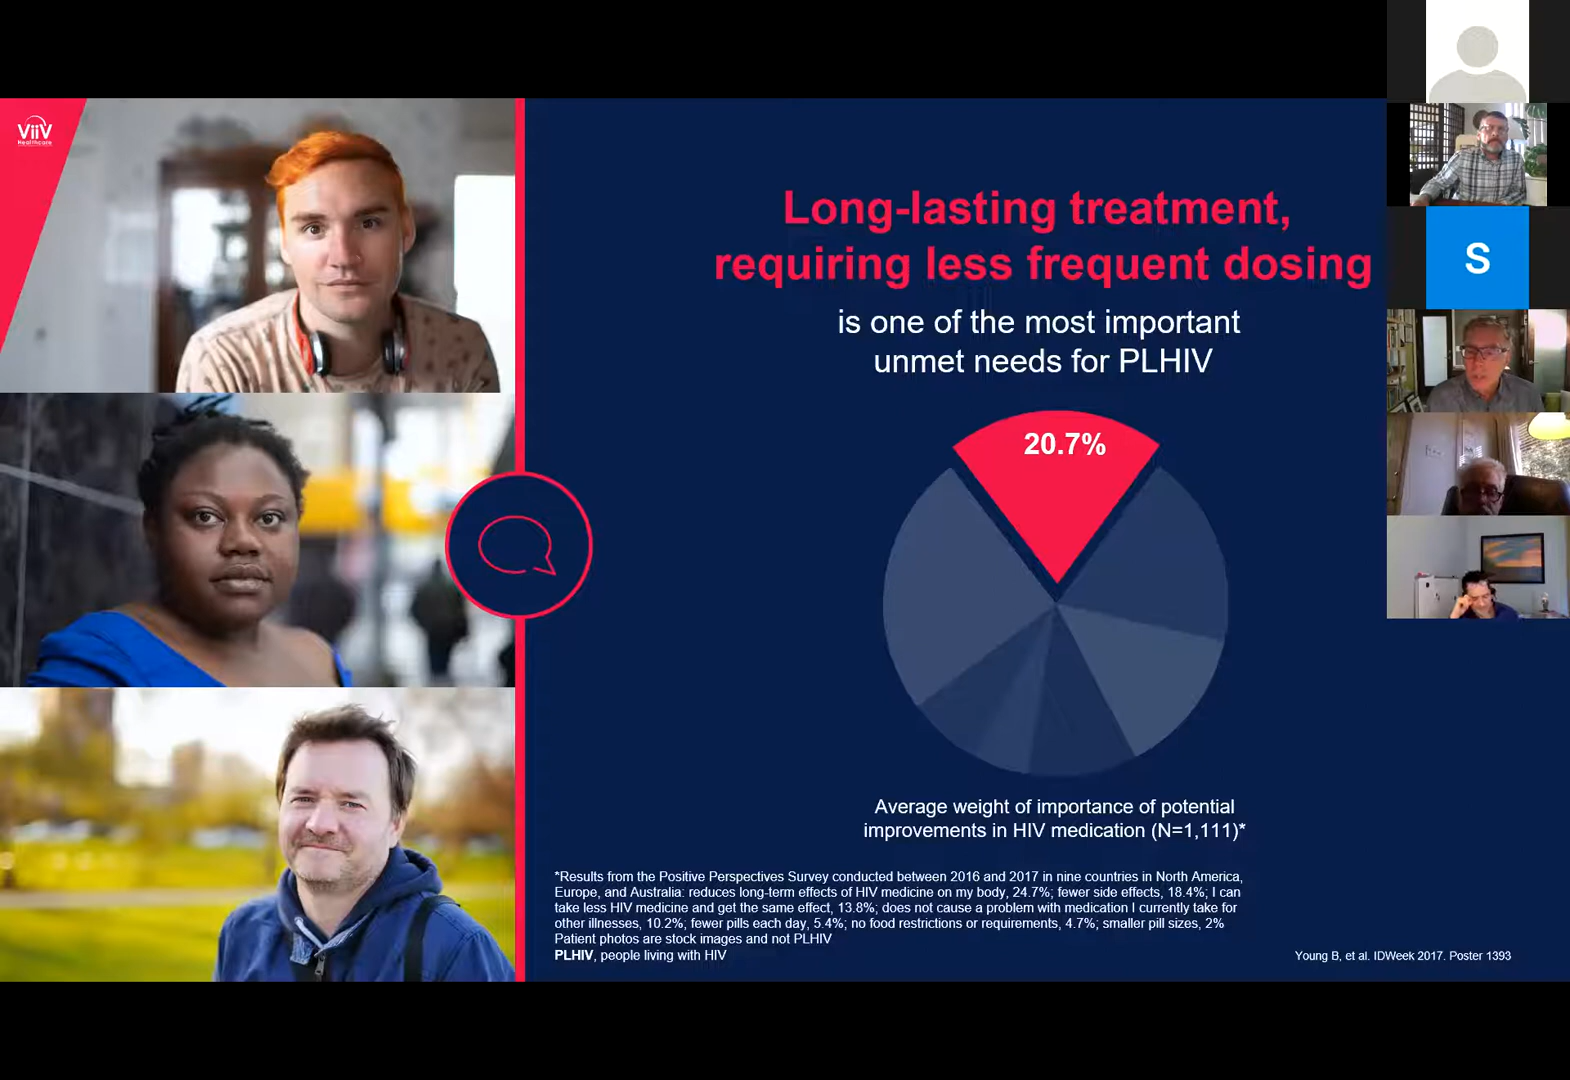 ViiV
Healthcare
Long-lasting treatment,
requiring less frequent dosing
is one of the most important
unmet needs for PLHIV
20.7%
Average weight of importance of potential
improvements in HIV medication (N=1,111)*
*Results from the Positive Perspectives Survey conducted between 2016 and 2017 in nine countries in North America,
Europe, and Australia: reduces long-term effects of HIV medicine on my body, 24.7%; fewer side effects, 18.4%; I can
take less HIV medicine and get the same effect, 13.8%; does not cause a problem with medication I currently take for
other illnesses, 10.2%; fewer pills each day, 5.4%; no food restrictions or requirements, 4.7%; smaller pill sizes, 2%
Patient photos are stock images and not PLHIV
PLHIV, people living with HIV
Young B, et al. IDWeek 2017. Poster 1393
S